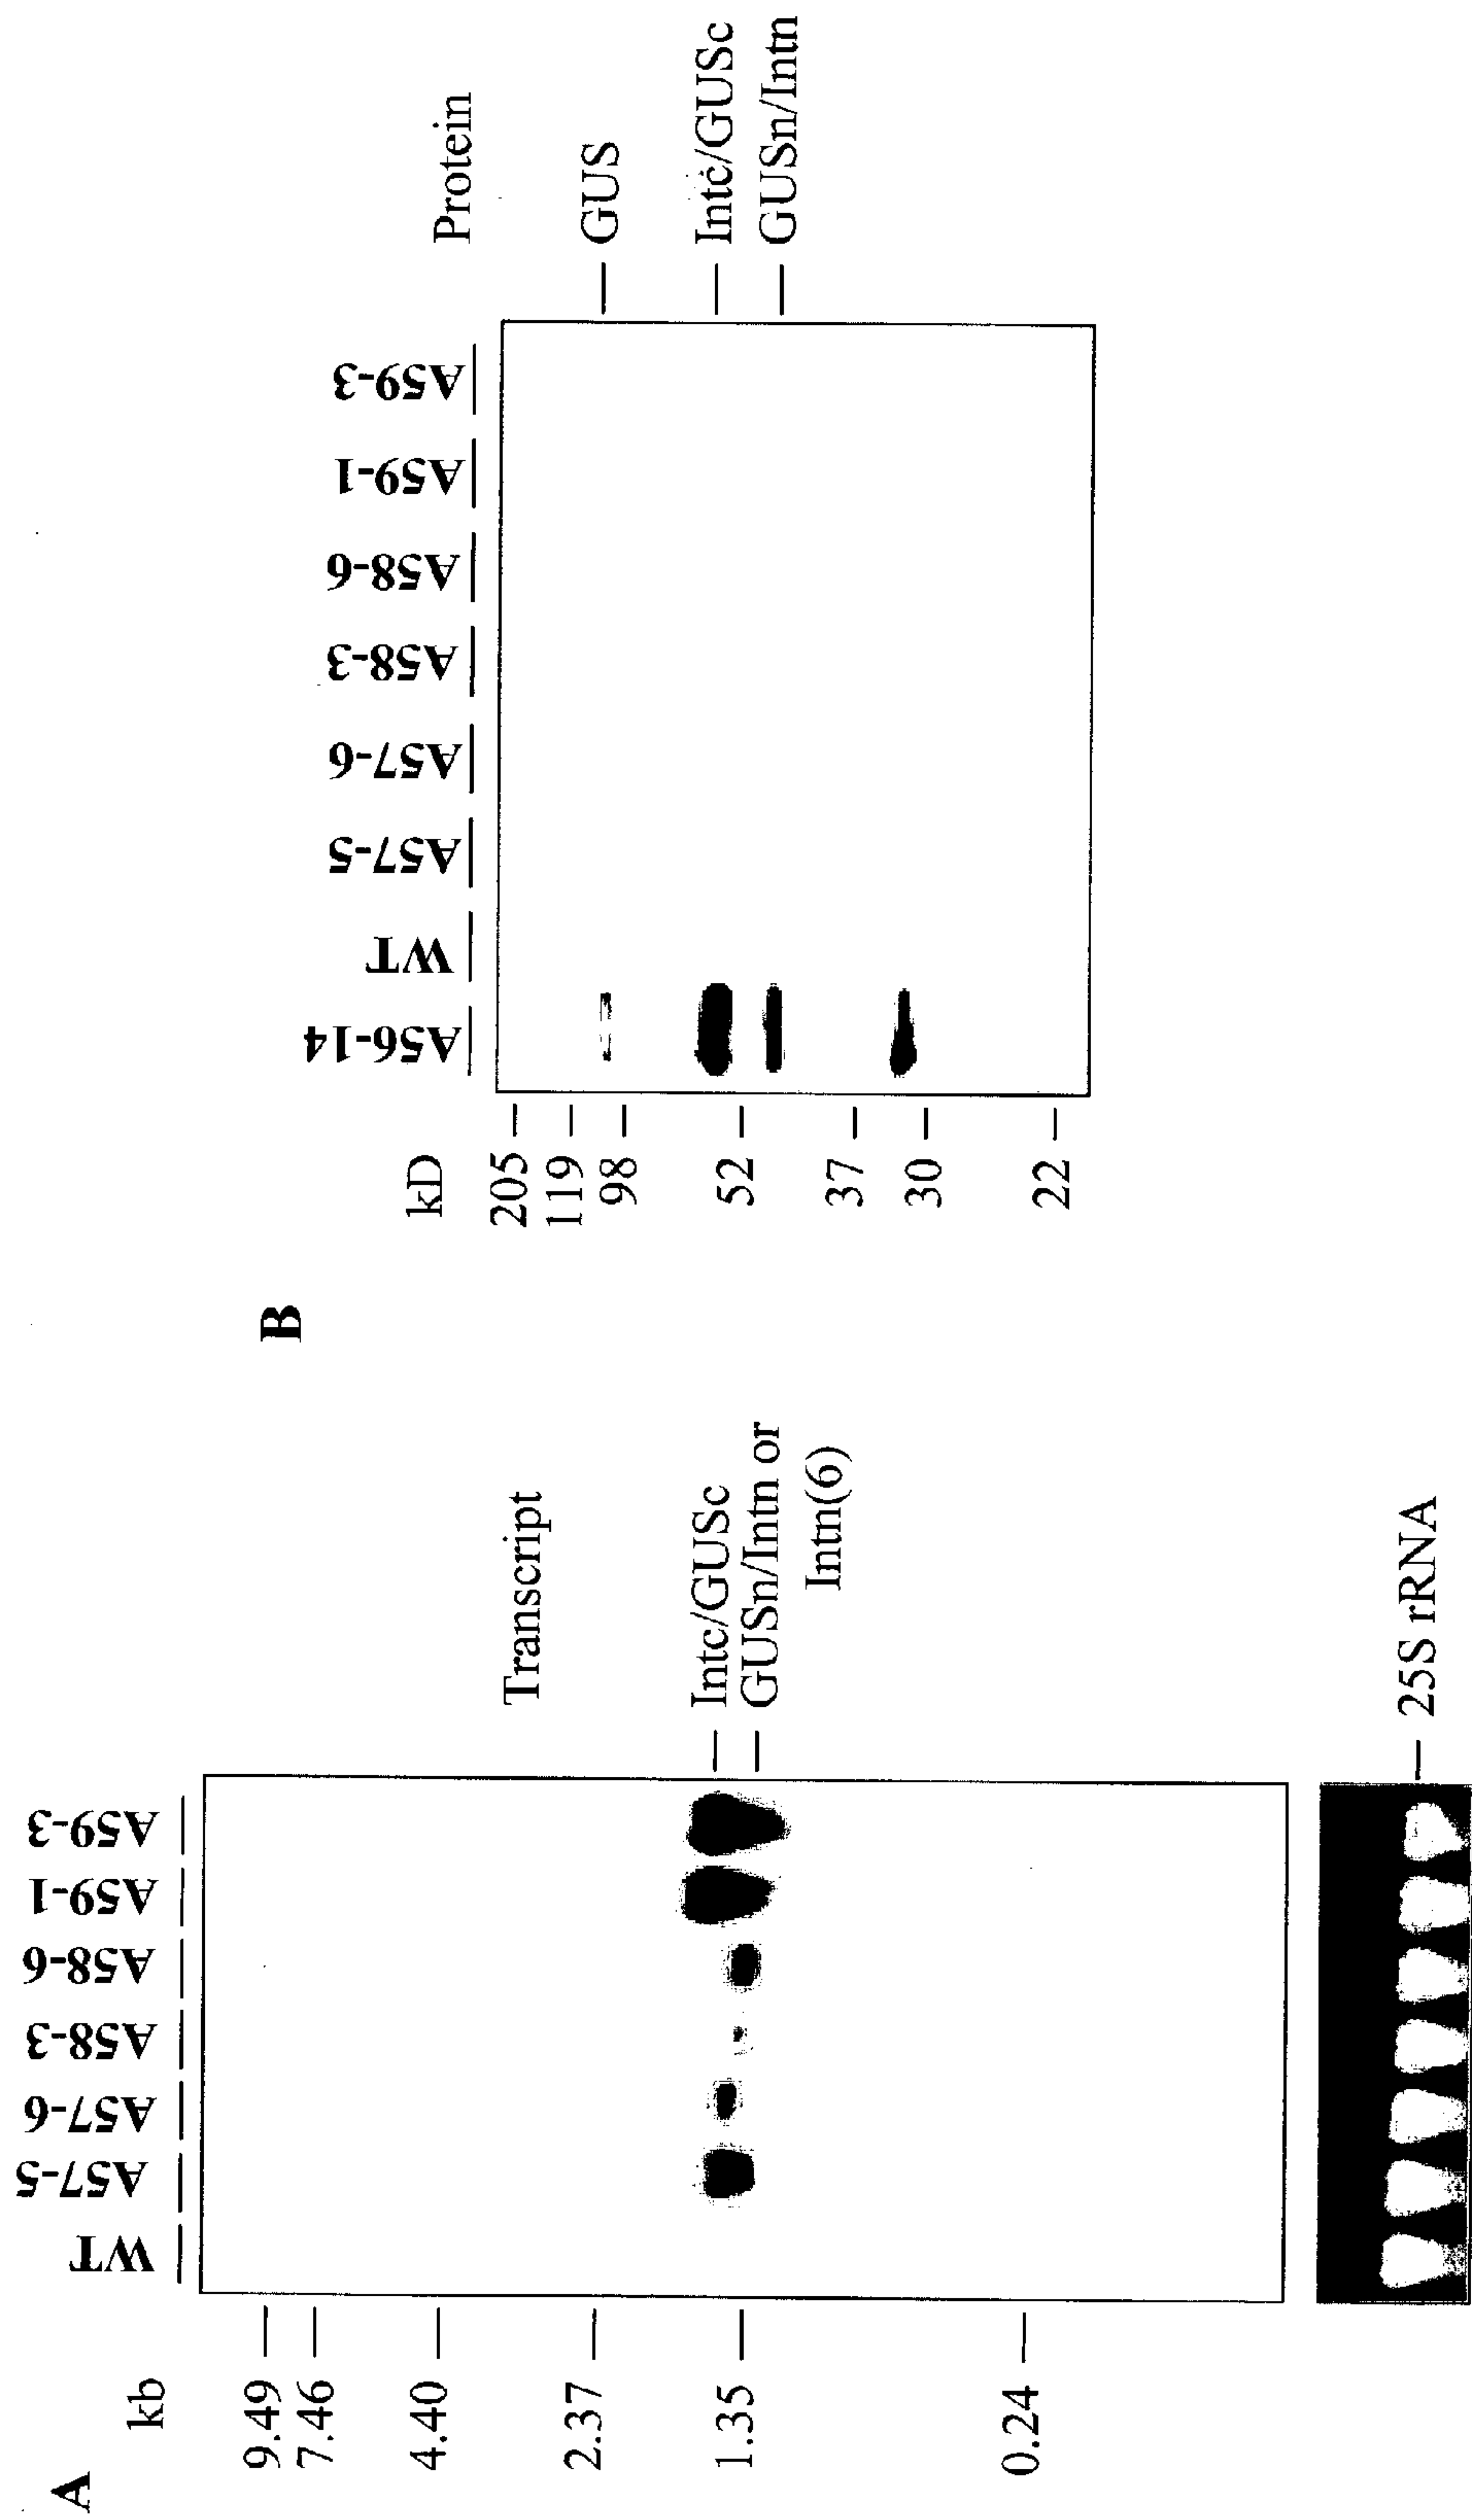 A
kb
WT
A57-5
A57-6
A58-3
A58-6
A59-1
A59-3
Transcript
9.49
7.46
4.40
2.37
1.35
0.24
Intc/GUSc
GUSn/Intn or
Intn(6)
25S rRNA
B
kD
A56-14
WT
A57-5
A57-6
A58-3
A58-6
A59-1
A59-3
Protein
205
119
98
52
37
30
22
GUS
Intc/GUSc
GUSn/Intn